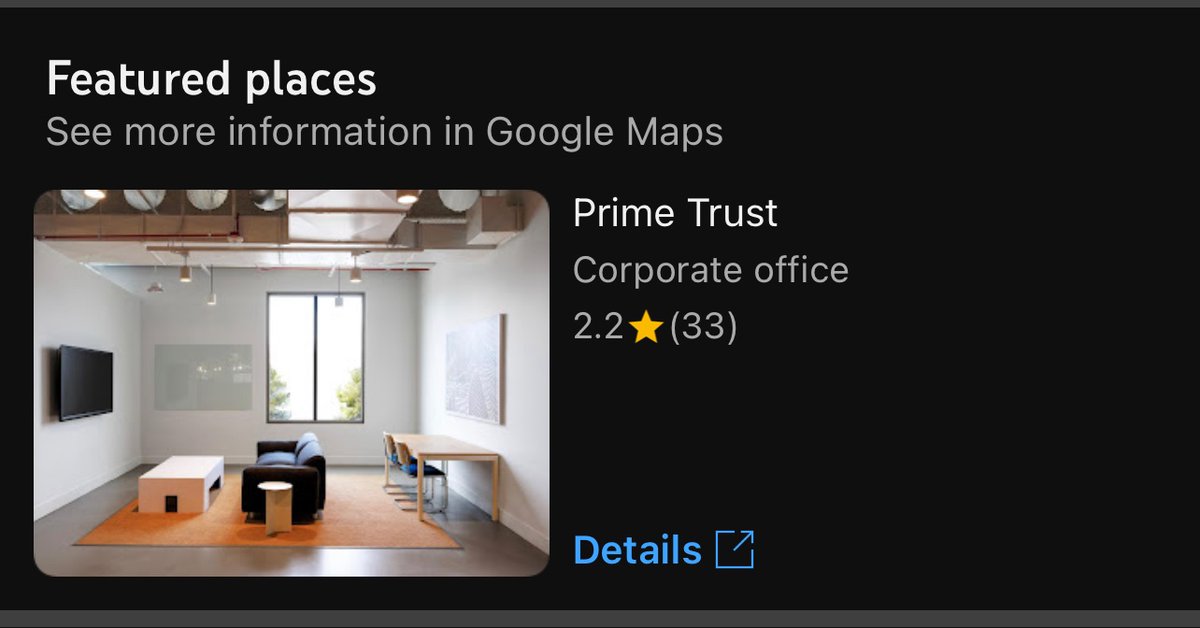 Featured places
See more information in Google Maps
Prime Trust
Corporate office
2.2★(33)
Details